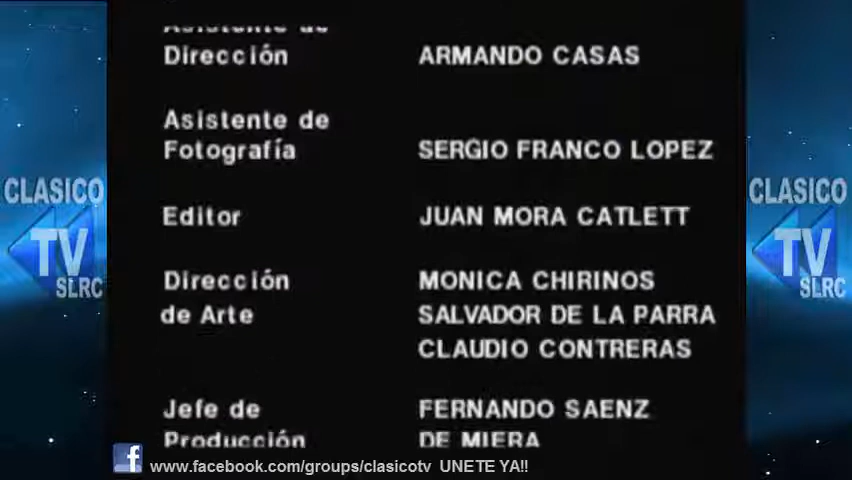 Asistente de
Dirección ARMANDO CASAS
Asistente de
Fotografía SERGIO FRANCO LOPEZ
Editor JUAN MORA CATLETT
Dirección MONICA CHIRINOS
de Arte SALVADOR DE LA PARRA
CLAUDIO CONTRERAS
Jefe de FERNANDO SAENZ
Producción DE MIERA
CLASICO
TV
SLRC
CLASICO
TV
SLRC
f www.facebook.com/groups/clasicotv UNETE YA!!